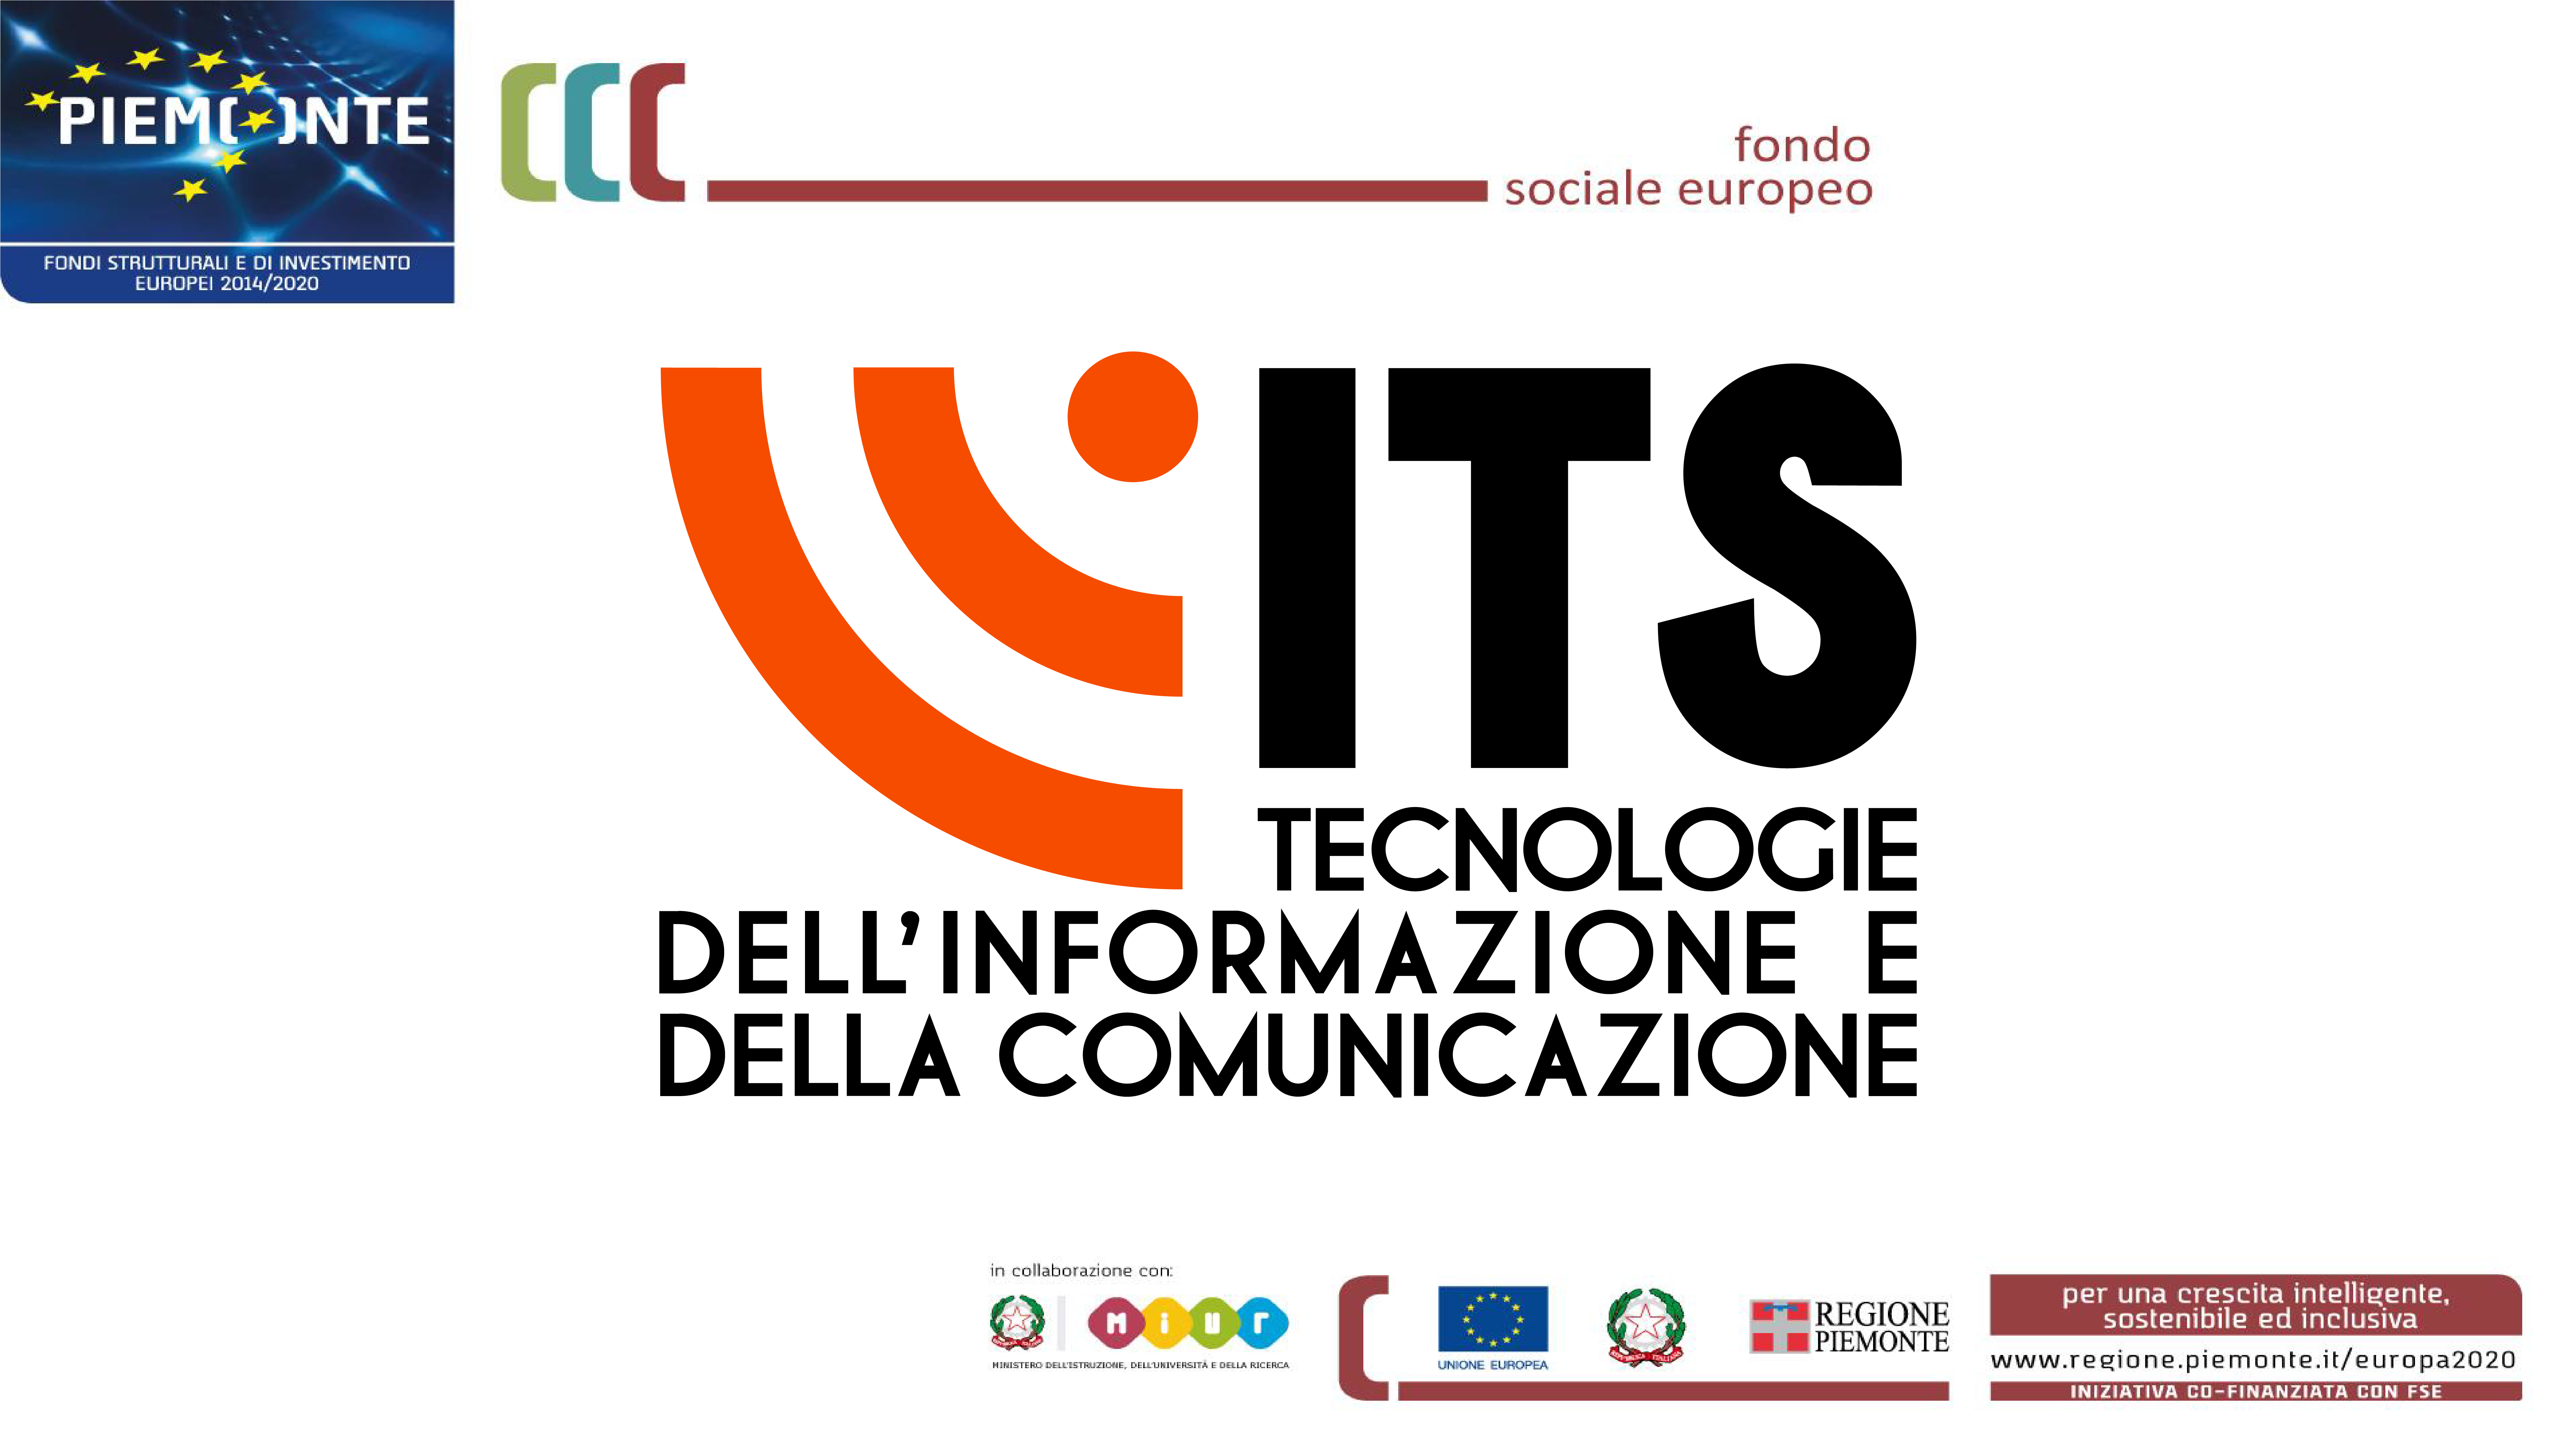 PIEMONTE
FONDI STRUTTURALI E DI INVESTIMENTO
EUROPEI 2014/2020
fondo
sociale europeo
ITS
TECNOLOGIE
DELL'INFORMAZIONE E
DELLA COMUNICAZIONE
in collaborazione con:
MiUr
MINISTERO DELL'ISTRUZIONE, DELL'UNIVERSITÀ E DELLA RICERCA
UNIONE EUROPEA
REGIONE
PIEMONTE
per una crescita intelligente,
sostenibile ed inclusiva
www.regione.piemonte.it/europa2020
INIZIATIVA CO-FINANZIATA CON FSE